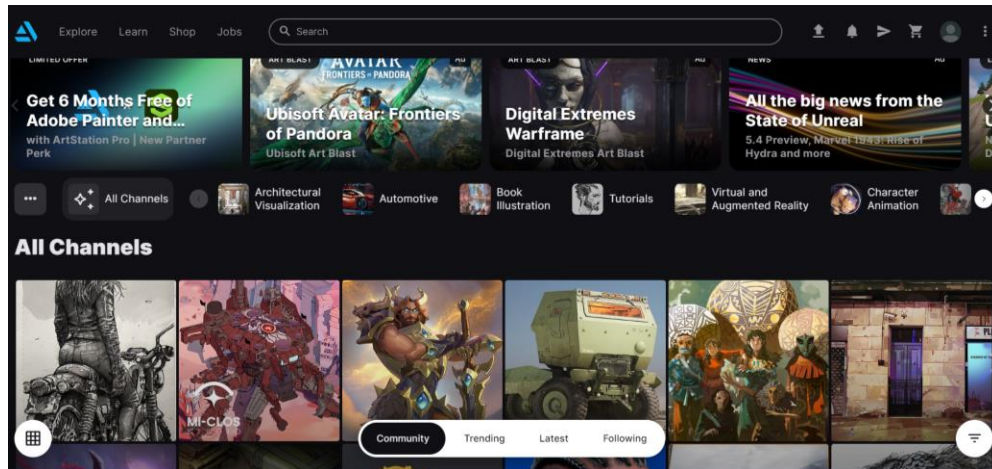 Explore Learn Shop Jobs Search
LIMITED OFFER
Get 6 Months Free of
Adobe Painter and...
with ArtStation Pro | New Partner
Perk
ART BLAST Ad
AVATAR
FRONTIERS of PANDORA
Ubisoft Avatar: Frontiers
of Pandora
Ubisoft Art Blast
ART BLAST Ad
Digital Extremes
Warframe
Digital Extremes Art Blast
NEWS Ad
All the big news from the
State of Unreal
5.4 Preview, Marvel 1943: Rise of
Hydra and more
All Channels
Architectural
Visualization
Automotive
Book
Illustration
Tutorials
Virtual and
Augmented Reality
Character
Animation
All Channels
MI-CLOS
Community Trending Latest Following